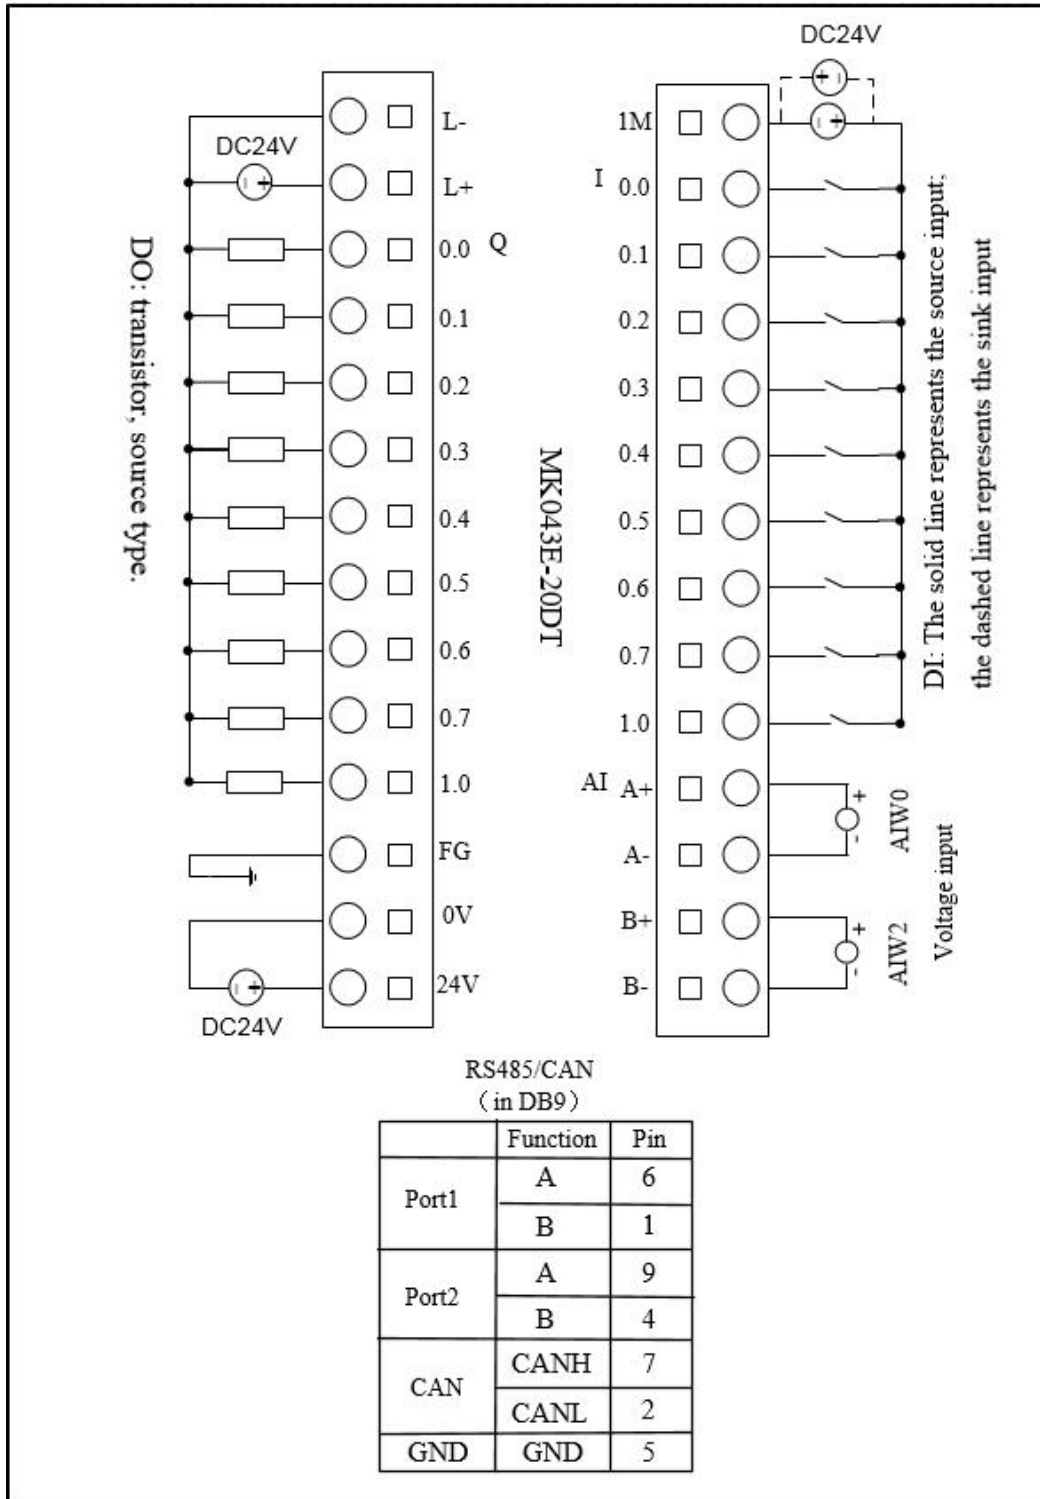 DC24V
L-
DC24V
L+
0.0 Q
0.1
0.2
0.3
0.4
0.5
0.6
0.7
1.0
FG
0V
24V
DC24V
DO: transistor, source type.
MK043E-20DT
1M
I 0.0
0.1
0.2
0.3
0.4
0.5
0.6
0.7
1.0
AI A+
A-
B+
B-
+
-
AIW0
+
-
AIW2
Voltage input
DI: The solid line represents the source input;
the dashed line represents the sink input
RS485/CAN
（in DB9）
Function Pin
Port1 A 6
B 1
Port2 A 9
B 4
CAN CANH 7
CANL 2
GND GND 5